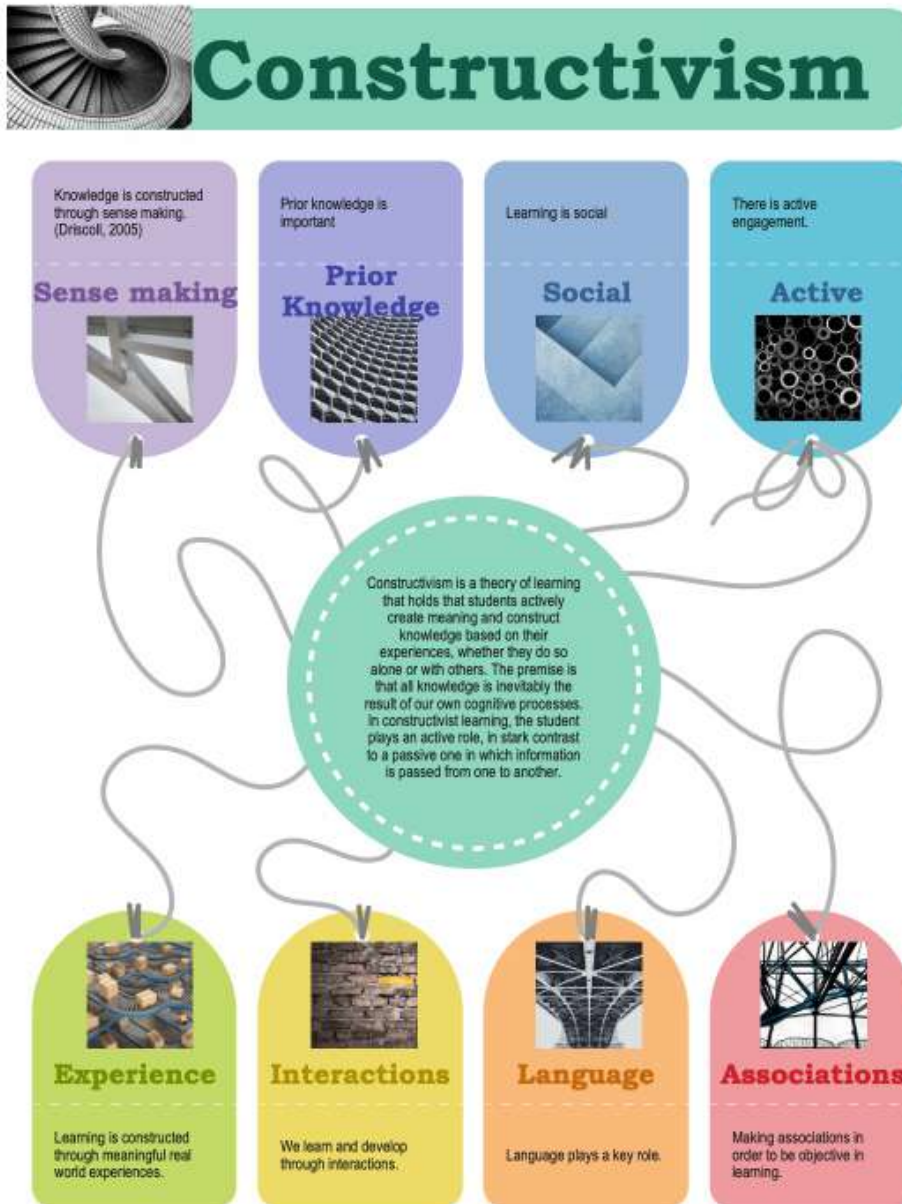 Constructivism
Knowledge is constructed
through sense making.
(Driscoll, 2005)
Sense making
Prior knowledge is
important
Prior
Knowledge
Learning is social
Social
There is active
engagement.
Active
Constructivism is a theory of learning
that holds that students actively
create meaning and construct
knowledge based on their
experiences, whether they do so
alone or with others. The premise is
that all knowledge is inevitably the
result of our own cognitive processes.
In constructivist learning, the student
plays an active role, in stark contrast
to a passive one in which information
is passed from one to another.
Experience
Learning is constructed
through meaningful real
world experiences.
Interactions
We learn and develop
through interactions.
Language
Language plays a key role.
Associations
Making associations in
order to be objective in
learning.